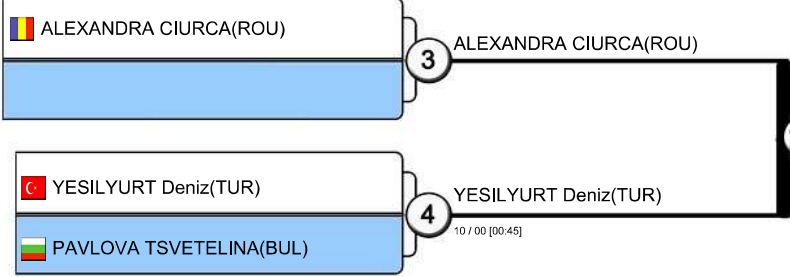 ALEXANDRA CIURCA(ROU)
3
ALEXANDRA CIURCA(ROU)
YESILYURT Deniz(TUR)
4
YESILYURT Deniz(TUR)
10 / 00 [00:45]
PAVLOVA TSVETELINA(BUL)